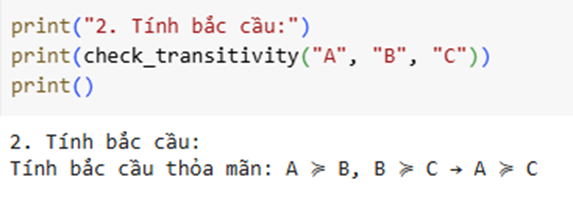 print("2. Tính bắc cầu:")
print(check_transitivity("A", "B", "C"))
print()
2. Tính bắc cầu:
Tính bắc cầu thỏa mãn: A ≽ B, B ≽ C → A ≽ C